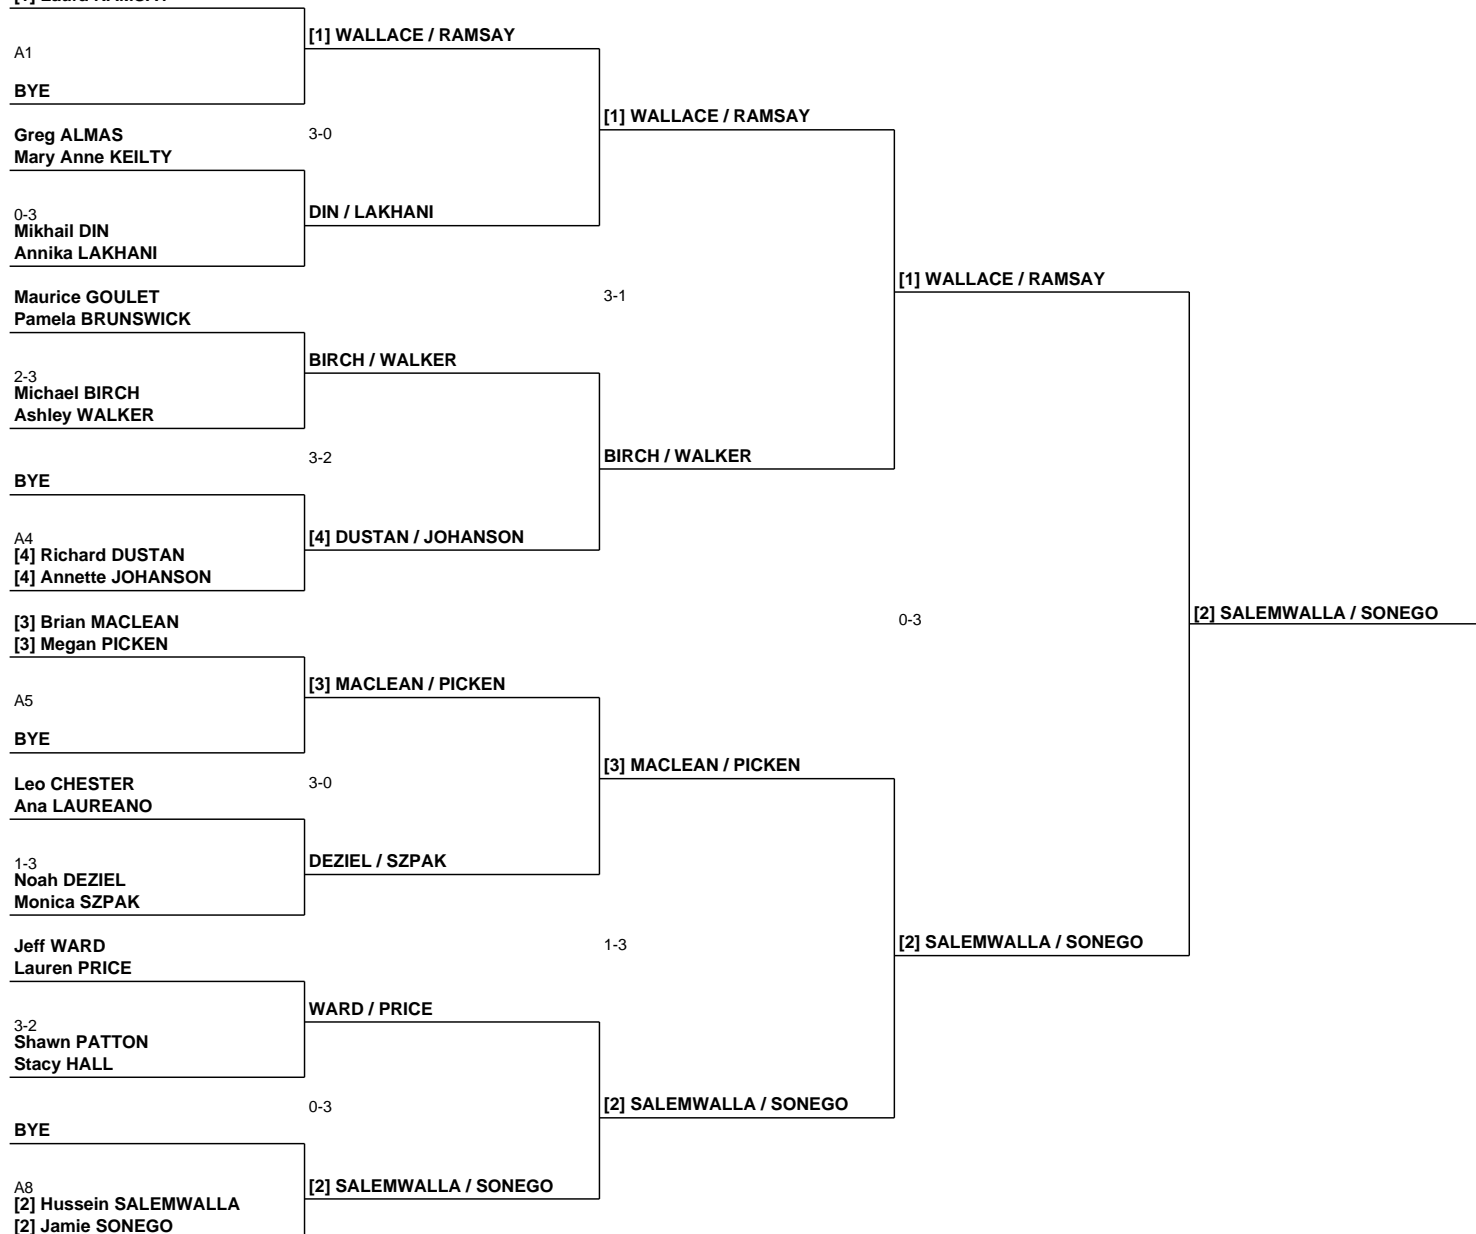 [1] WALLACE / RAMSAY
A1
BYE
[1] WALLACE / RAMSAY
Greg ALMAS
3-0
Mary Anne KEILTY
0-3
DIN / LAKHANI
Mikhail DIN
Annika LAKHANI
[1] WALLACE / RAMSAY
Maurice GOULET
3-1
Pamela BRUNSWICK
BIRCH / WALKER
2-3
Michael BIRCH
Ashley WALKER
3-2
BIRCH / WALKER
BYE
A4
[4] DUSTAN / JOHANSON
[4] Richard DUSTAN
[4] Annette JOHANSON
[3] Brian MACLEAN
0-3
[2] SALEMWALLA / SONEGO
[3] Megan PICKEN
[3] MACLEAN / PICKEN
A5
BYE
[3] MACLEAN / PICKEN
Leo CHESTER
3-0
Ana LAUREANO
1-3
DEZIEL / SZPAK
Noah DEZIEL
Monica SZPAK
Jeff WARD
1-3
[2] SALEMWALLA / SONEGO
Lauren PRICE
WARD / PRICE
3-2
Shawn PATTON
Stacy HALL
0-3
[2] SALEMWALLA / SONEGO
BYE
A8
[2] SALEMWALLA / SONEGO
[2] Hussein SALEMWALLA
[2] Jamie SONEGO